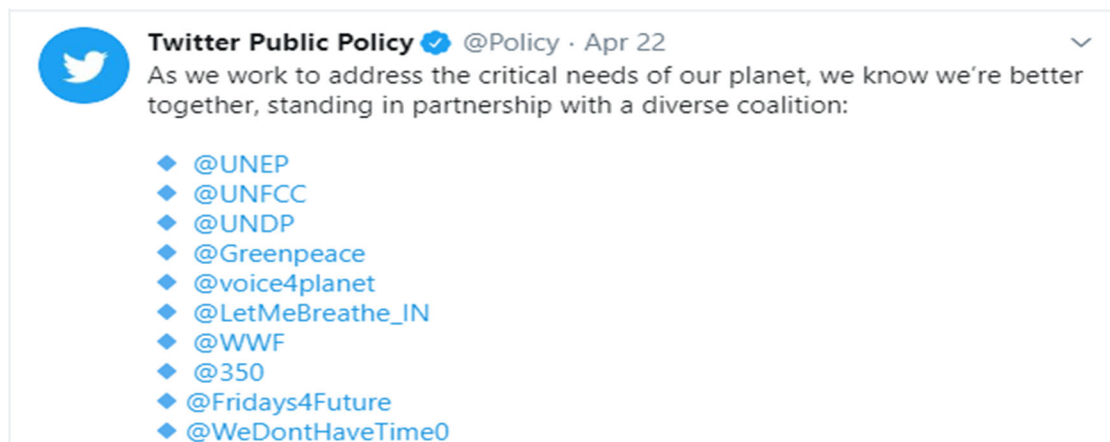 Twitter Public Policy @Policy · Apr 22
As we work to address the critical needs of our planet, we know we're better
together, standing in partnership with a diverse coalition:
@UNEP
@UNFCC
@UNDP
@Greenpeace
@voice4planet
@LetMeBreathe_IN
@WWF
@350
@Fridays4Future
@WeDontHaveTime0